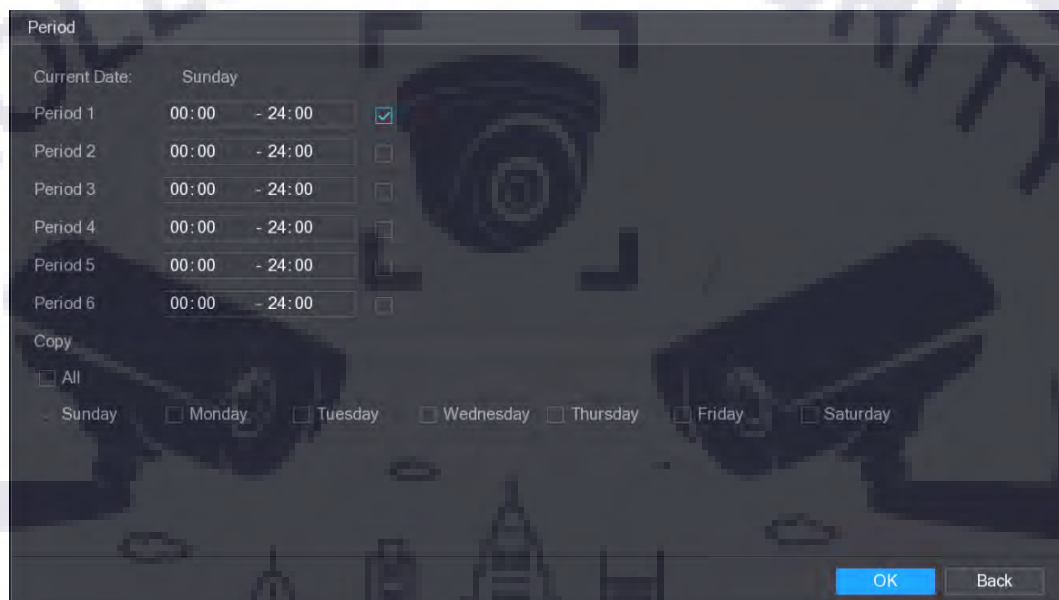 Period
Current Date: Sunday
Period 1 00:00 - 24:00
Period 2 00:00 - 24:00
Period 3 00:00 - 24:00
Period 4 00:00 - 24:00
Period 5 00:00 - 24:00
Period 6 00:00 - 24:00
Copy
All
Sunday Monday Tuesday Wednesday Thursday Friday Saturday
OK Back